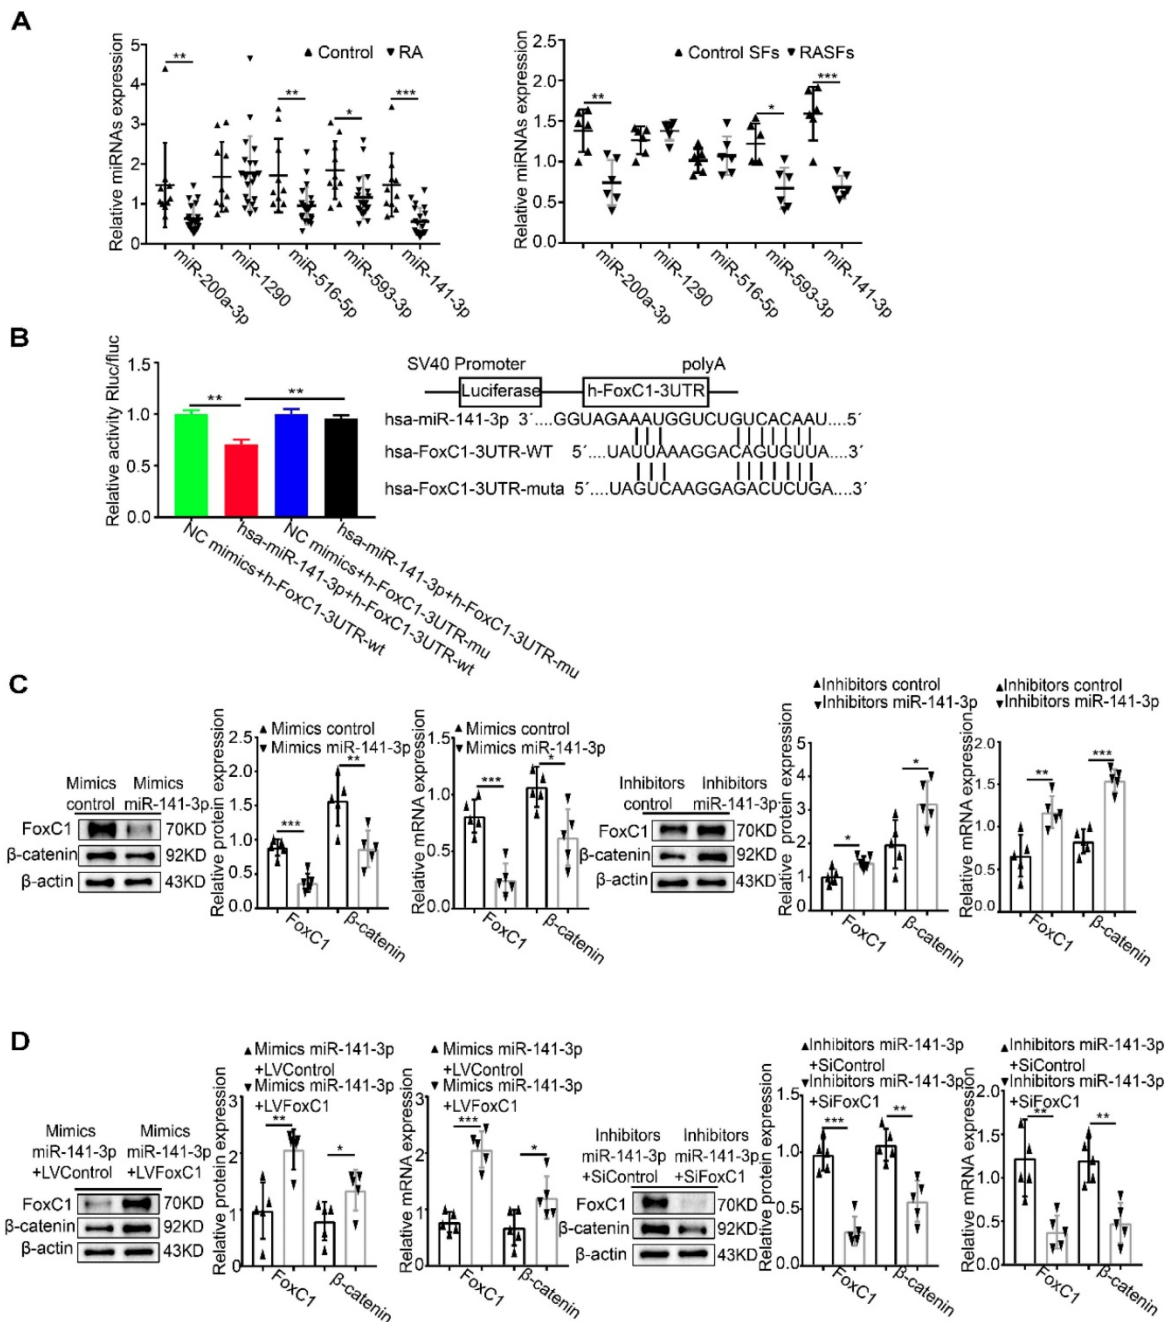 A
▲ Control ▼ RA
Relative miRNAs expression
5
4
3
2
1
0
** ** * ***
miR-200a-3p
miR-1290
miR-516-5p
miR-593-3p
miR-141-3p
▲ Control SFs ▼ RASFs
Relative miRNAs expression
2.5
2.0
1.5
1.0
0.5
0.0
** * ***
miR-200a-3p
miR-1290
miR-516-5p
miR-593-3p
miR-141-3p
B
Relative activity Rluc/fluc
1.5
1.0
0.5
0.0
** **
NC mimics+h-FoxC1-3UTR-wt
hsa-miR-141-3p+h-FoxC1-3UTR-wt
NC mimics+h-FoxC1-3UTR-mu
hsa-miR-141-3p+h-FoxC1-3UTR-mu
SV40 Promoter polyA
Luciferase h-FoxC1-3UTR
hsa-miR-141-3p 3´....GGUAGAAAUGGUCUGUCACAAU....5´
hsa-FoxC1-3UTR-WT 5´....UAUUAAAGGACAGUGUUA....3´
hsa-FoxC1-3UTR-muta 5´....UAGUCAAGGAGACUCUGA....3´
C
Mimics control
Mimics miR-141-3p
FoxC1 70KD
β-catenin 92KD
β-actin 43KD
▲ Mimics control
▼ Mimics miR-141-3p
Relative protein expression
2.5
2.0
1.5
1.0
0.5
0.0
*** **
FoxC1
β-catenin
▲ Mimics control
▼ Mimics miR-141-3p
Relative mRNA expression
1.5
1.0
0.5
0.0
*** *
FoxC1
β-catenin
Inhibitors control
Inhibitors miR-141-3p
FoxC1 70KD
β-catenin 92KD
β-actin 43KD
▲Inhibitors control
▼Inhibitors miR-141-3p
Relative protein expression
5
4
3
2
1
0
* *
FoxC1
β-catenin
▲Inhibitors control
▼Inhibitors miR-141-3p
Relative mRNA expression
2.0
1.5
1.0
0.5
0.0
** ***
FoxC1
β-catenin
D
Mimics miR-141-3p +LVControl
Mimics miR-141-3p +LVFoxC1
FoxC1 70KD
β-catenin 92KD
β-actin 43KD
▲Mimics miR-141-3p
+LVControl
▼Mimics miR-141-3p
+LVFoxC1
Relative protein expression
3
2
1
0
** *
FoxC1
β-catenin
▲Mimics miR-141-3p
+LVControl
▼Mimics miR-141-3p
+LVFoxC1
Relative mRNA expression
3
2
1
0
*** *
FoxC1
β-catenin
Inhibitors miR-141-3p +SiControl
Inhibitors miR-141-3p +SiFoxC1
FoxC1 70KD
β-catenin 92KD
β-actin 43KD
▲Inhibitors miR-141-3p
+SiControl
▼Inhibitors miR-141-3p
+SiFoxC1
Relative protein expression
1.5
1.0
0.5
0.0
*** **
FoxC1
β-catenin
▲Inhibitors miR-141-3p
+SiControl
▼Inhibitors miR-141-3p
+SiFoxC1
Relative mRNA expression
2.0
1.5
1.0
0.5
0.0
** **
FoxC1
β-catenin